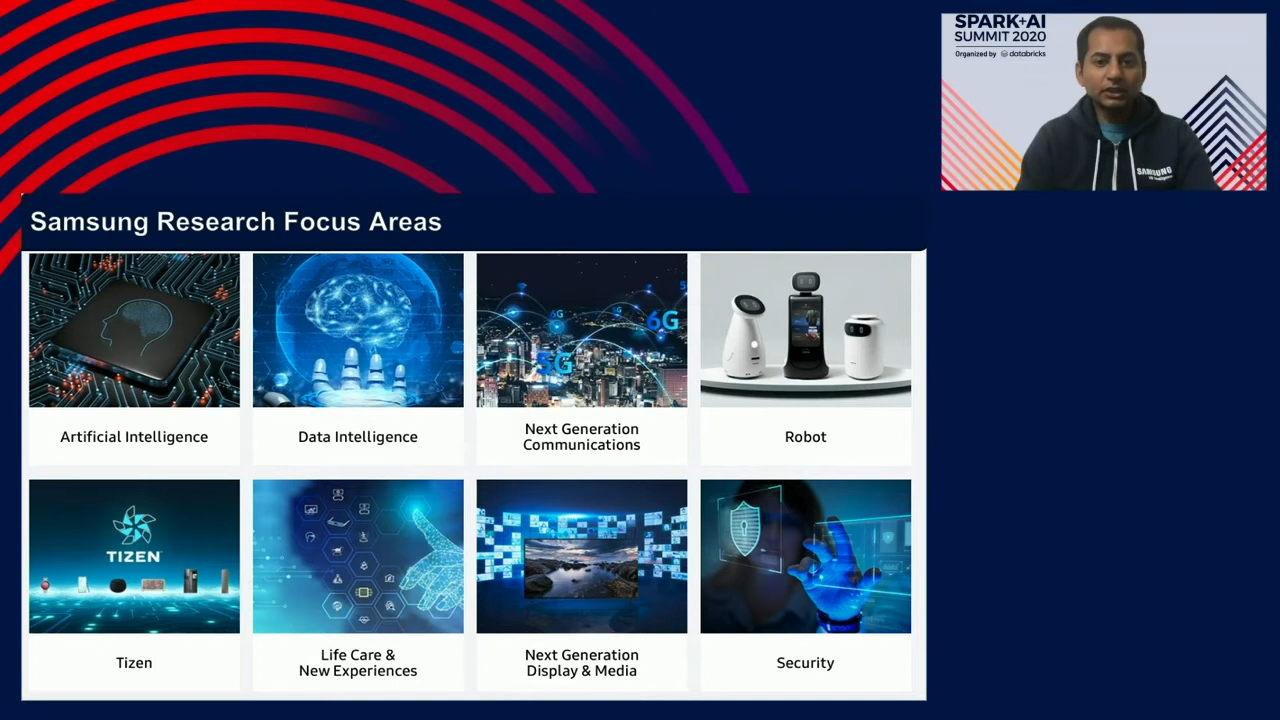 SPARK+AI
SUMMIT 2020
Organized by databricks
SAMSUNG
Samsung Research Focus Areas
6G
6G
5G
Artificial Intelligence
Data Intelligence
Next Generation
Communications
Robot
TIZEN
Tizen
Life Care &
New Experiences
Next Generation
Display & Media
Security